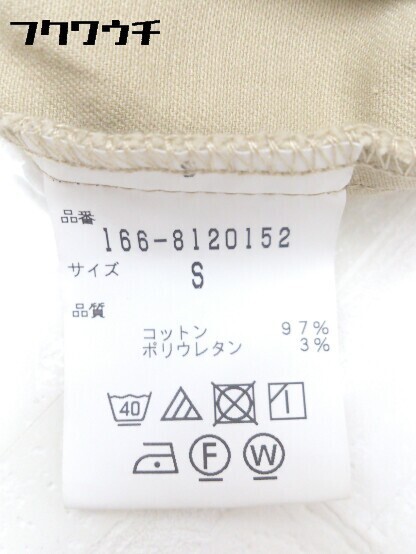 フクワウチ
品番
166-8120152
サイズ S
品質
コットン 97%
ポリウレタン 3%
40
F W